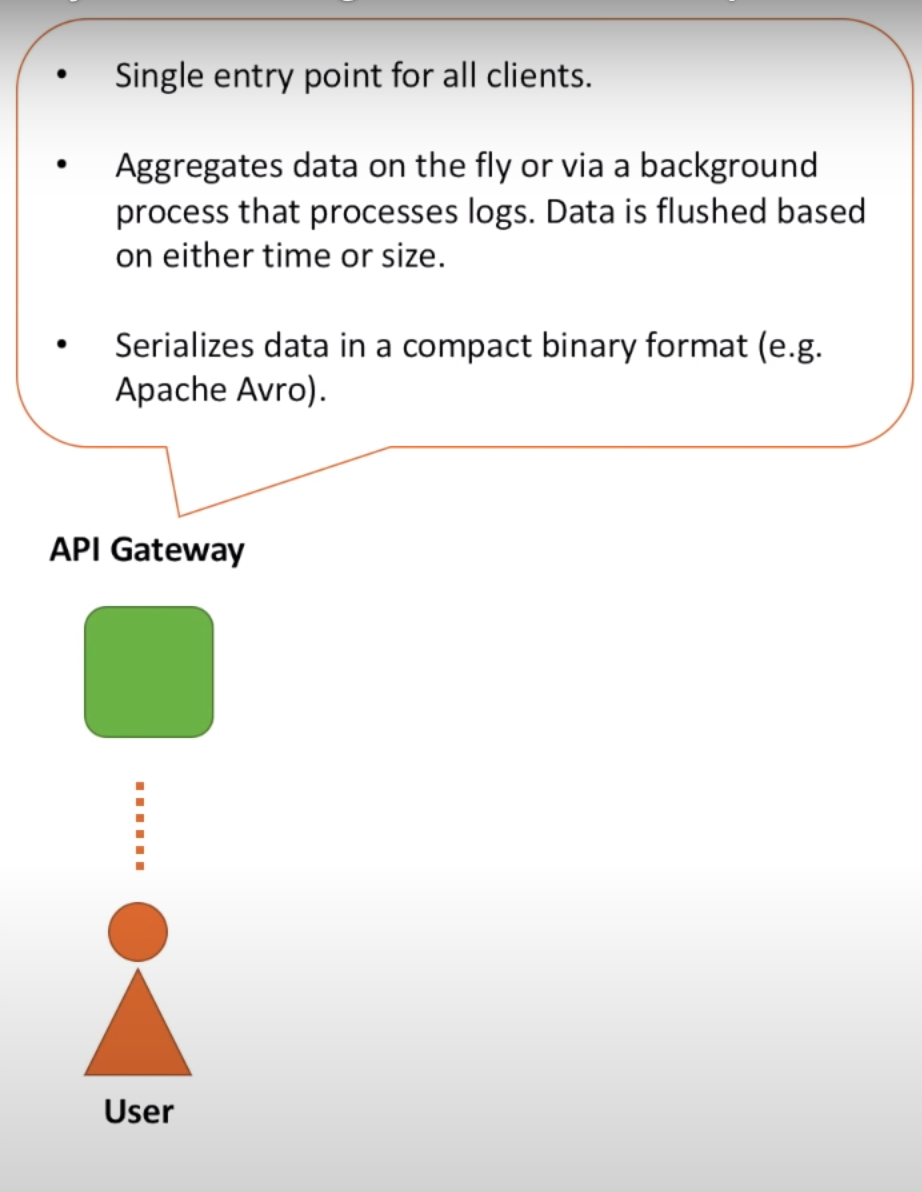 • Single entry point for all clients.
• Aggregates data on the fly or via a background
process that processes logs. Data is flushed based
on either time or size.
• Serializes data in a compact binary format (e.g.
Apache Avro).
API Gateway
User